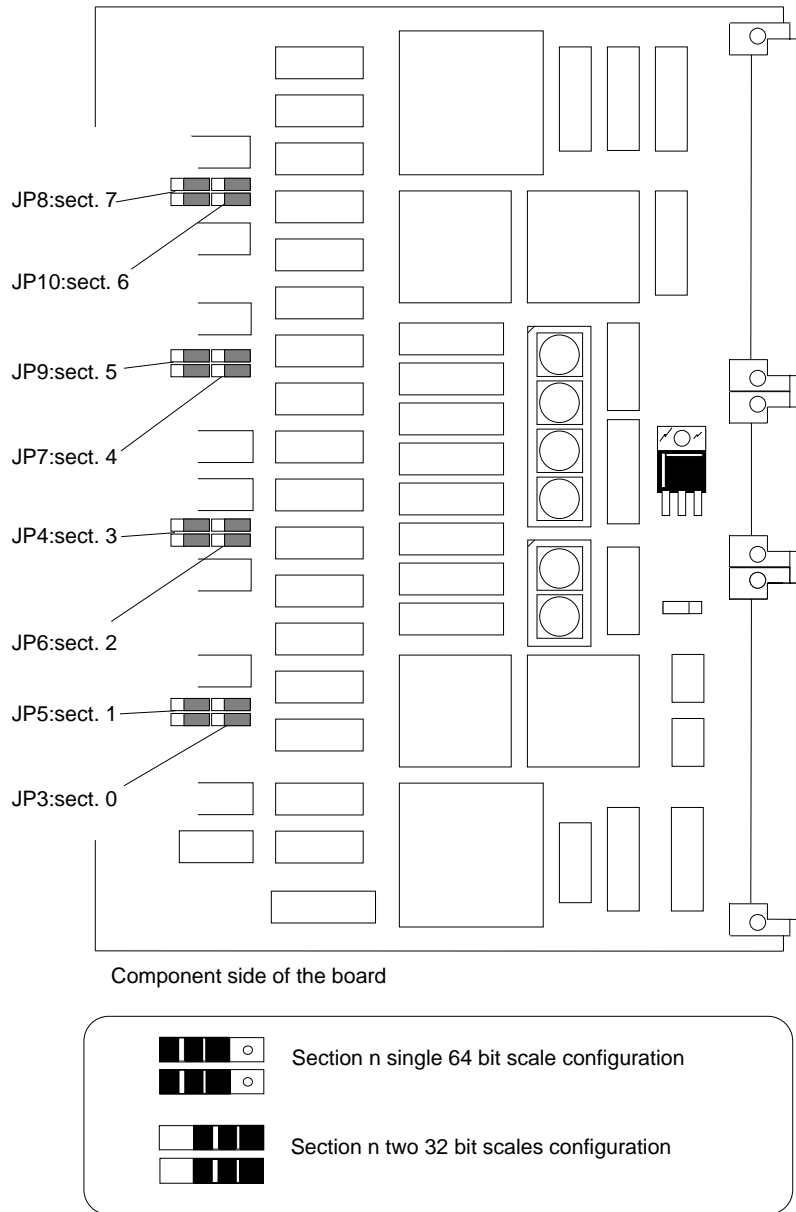 JP8:sect. 7
JP10:sect. 6
JP9:sect. 5
JP7:sect. 4
JP4:sect. 3
JP6:sect. 2
JP5:sect. 1
JP3:sect. 0
Component side of the board
Section n single 64 bit scale configuration
Section n two 32 bit scales configuration